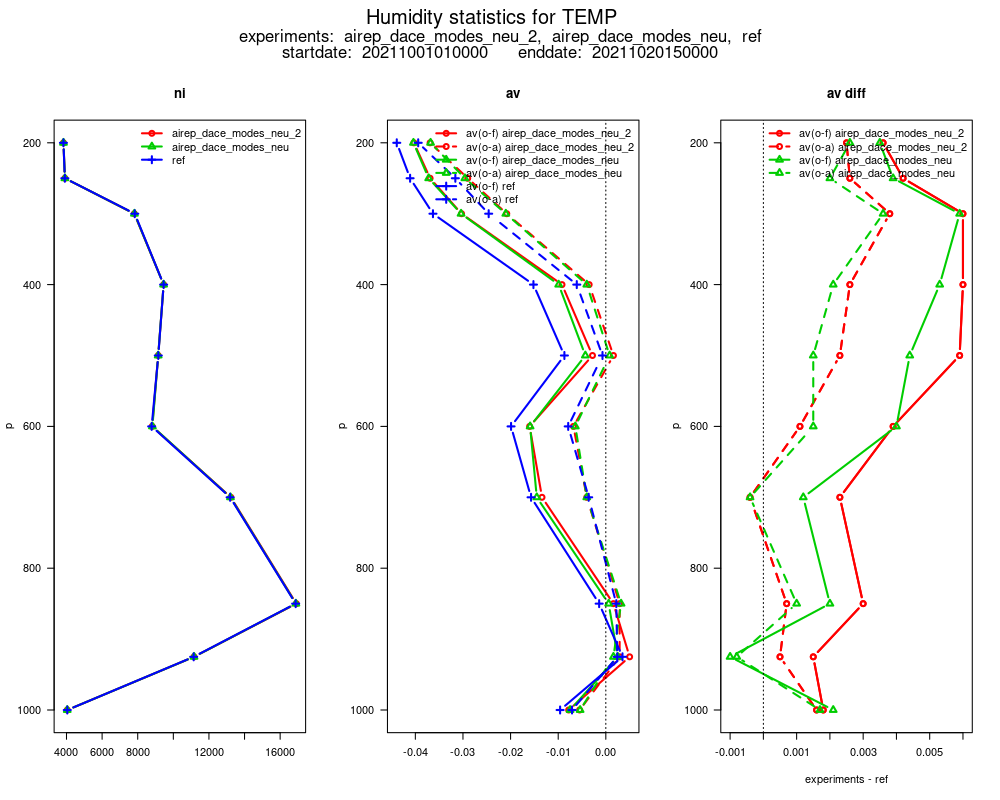 Humidity statistics for TEMP
experiments: airep_dace_modes_neu_2, airep_dace_modes_neu, ref
startdate: 20211001010000 enddate: 20211020150000
ni
airep_dace_modes_neu_2
airep_dace_modes_neu
ref
p
200
400
600
800
1000
4000
6000
8000
12000
16000
av
av(o-f) airep_dace_modes_neu_2
av(o-a) airep_dace_modes_neu_2
av(o-f) airep_dace_modes_neu
av(o-a) airep_dace_modes_neu
av(o-f) ref
av(o-a) ref
200
400
600
800
1000
-0.04
-0.03
-0.02
-0.01
0.00
av diff
av(o-f) airep_dace_modes_neu_2
av(o-a) airep_dace_modes_neu_2
av(o-f) airep_dace_modes_neu
av(o-a) airep_dace_modes_neu
p
200
400
600
800
1000
-0.001
0.001
0.003
0.005
experiments - ref
p